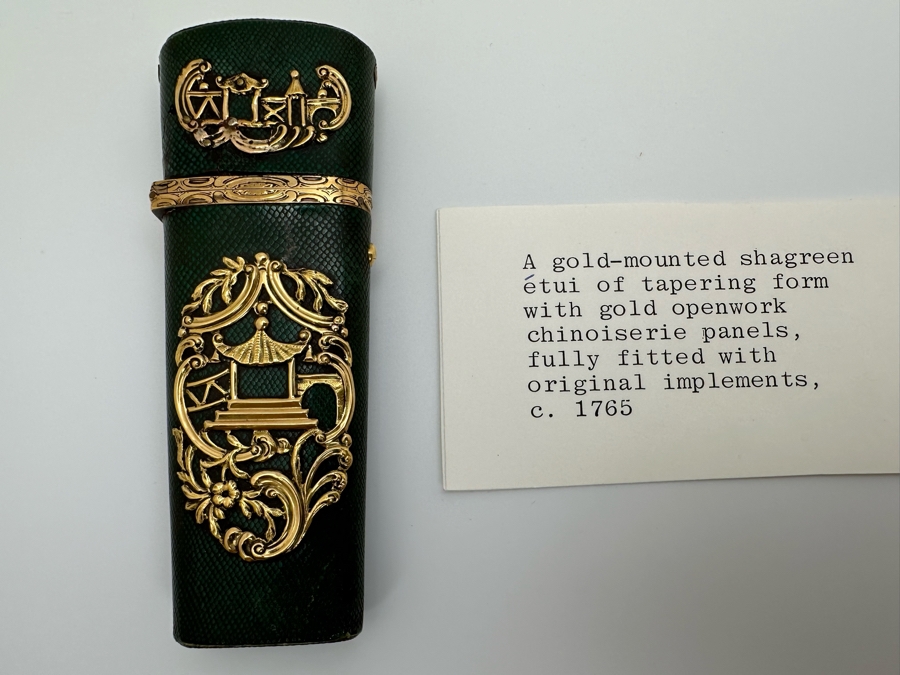 A gold-mounted shagreen
étui of tapering form
with gold openwork
chinoiserie panels,
fully fitted with
original implements,
c. 1765